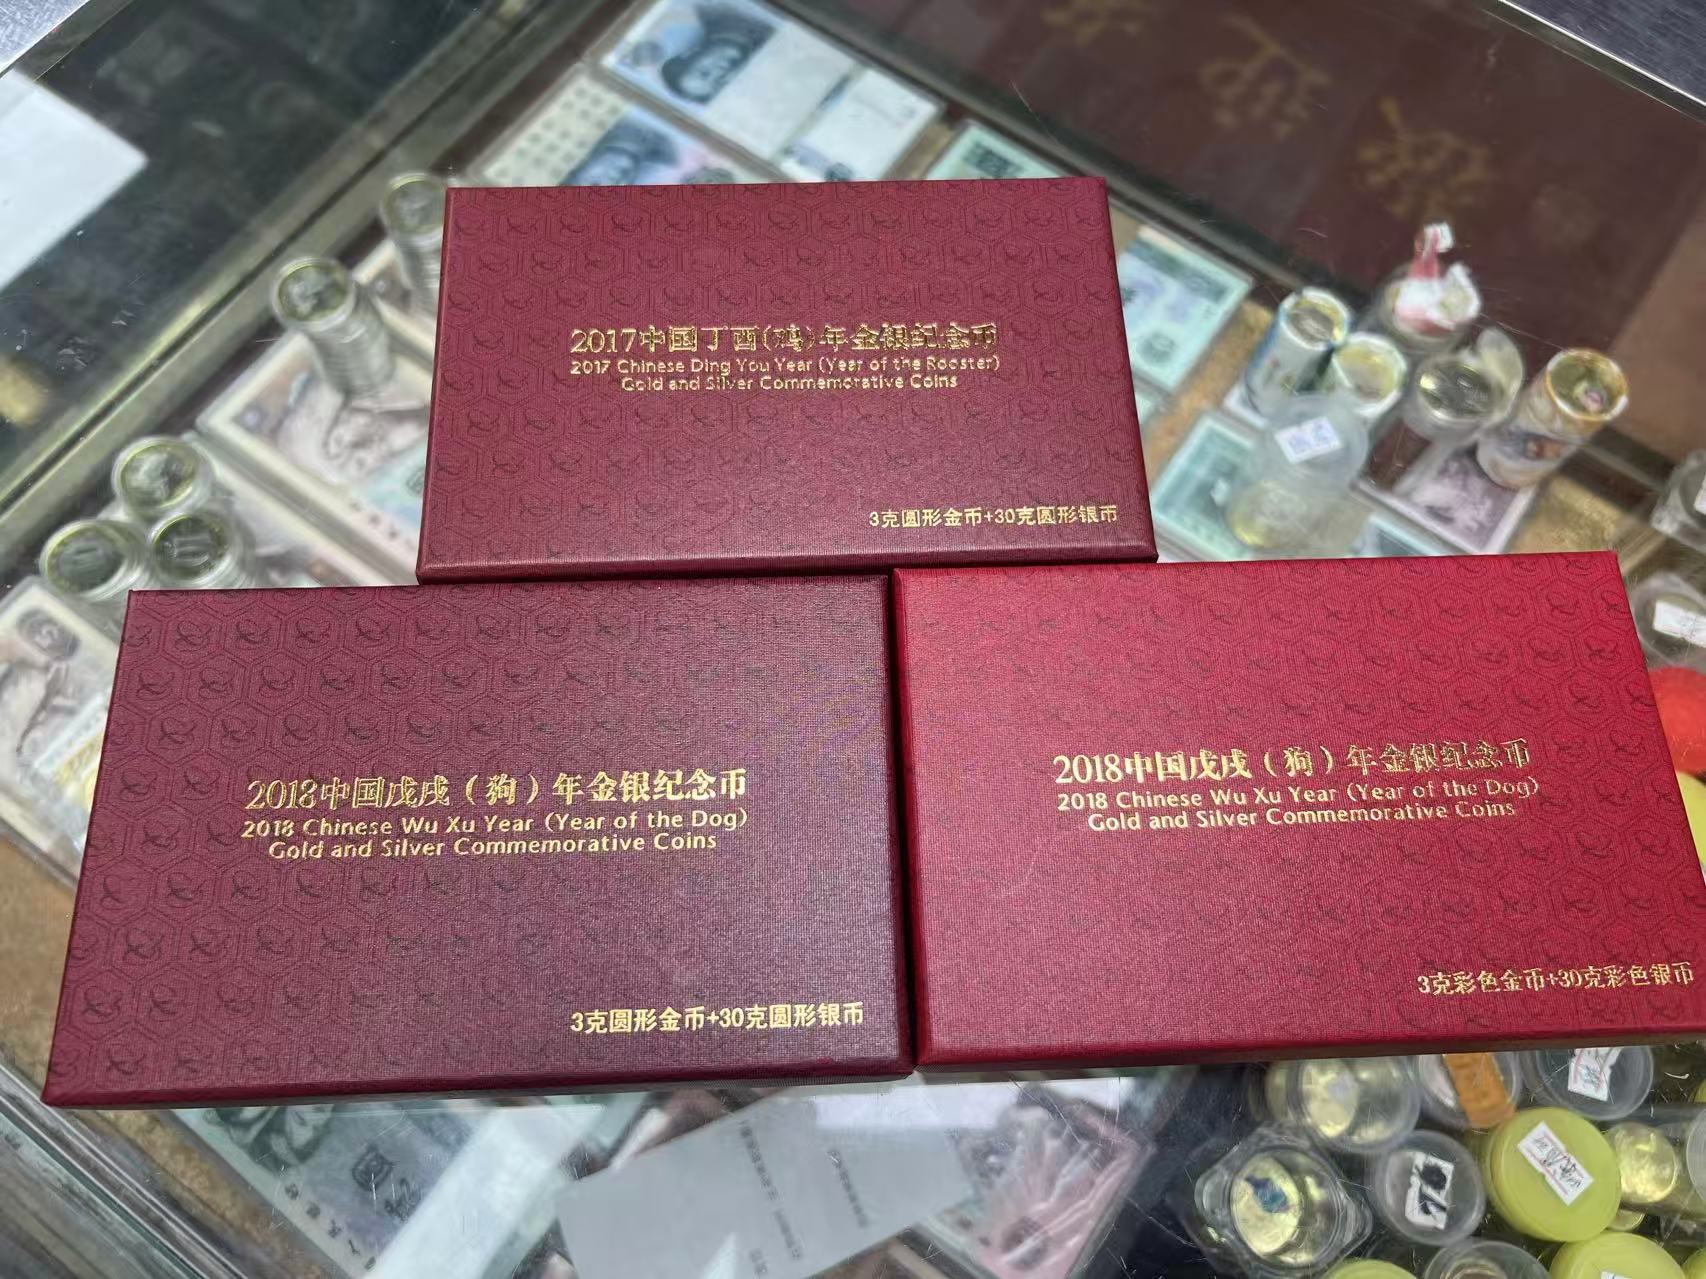 2017中国丁酉(鸡)年金银纪念币
2017 Chinese Ding You Year (Year of the Rooster)
Gold and Silver Commemorative Coins
3克圆形金币+30克圆形银币
2018中国戊戌（狗）年金银纪念币
2018 Chinese Wu Xu Year (Year of the Dog)
Gold and Silver Commemorative Coins
3克圆形金币+30克圆形银币
2018中国戊戌（狗）年金银纪念币
2018 Chinese Wu Xu Year (Year of the Dog)
Gold and Silver Commemorative Coins
3克彩色金币+30克彩色银币